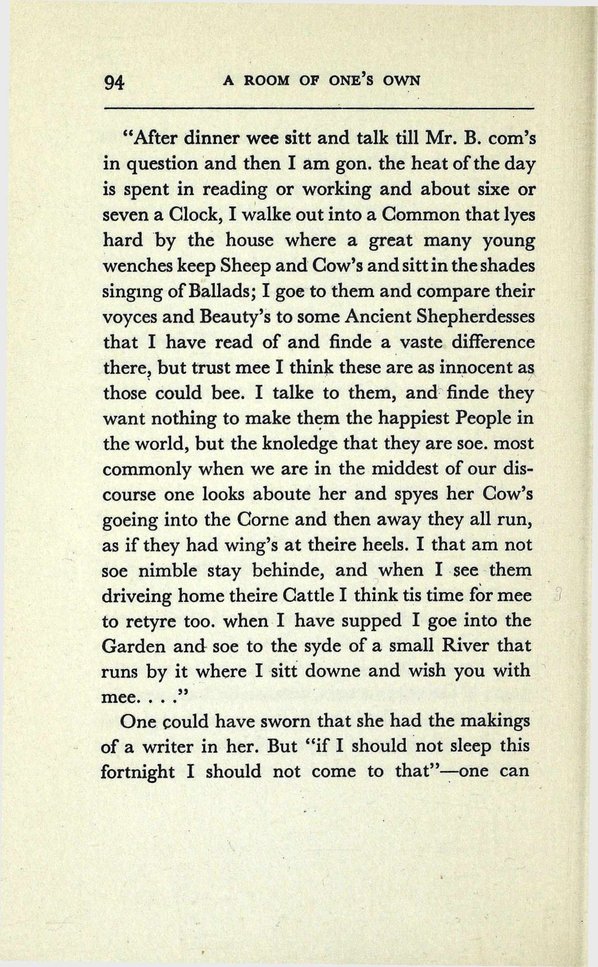 94 A ROOM OF ONE'S OWN
"After dinner wee sitt and talk till Mr. B. com's
in question and then I am gon. the heat of the day
is spent in reading or working and about sixe or
seven a Clock, I walke out into a Common that lyes
hard by the house where a great many young
wenches keep Sheep and Cow's and sitt in the shades
singing of Ballads; I goe to them and compare their
voyces and Beauty's to some Ancient Shepherdesses
that I have read of and finde a vaste difference
there, but trust mee I think these are as innocent as
those could bee. I talke to them, and finde they
want nothing to make them the happiest People in
the world, but the knoledge that they are soe. most
commonly when we are in the middest of our dis-
course one looks aboute her and spyes her Cow's
goeing into the Corne and then away they all run,
as if they had wing's at theire heels. I that am not
soe nimble stay behinde, and when I see them
driveing home theire Cattle I think tis time for mee
to retyre too. when I have supped I goe into the
Garden and soe to the syde of a small River that
runs by it where I sitt downe and wish you with
mee. . . ."
One could have sworn that she had the makings
of a writer in her. But "if I should not sleep this
fortnight I should not come to that"—one can